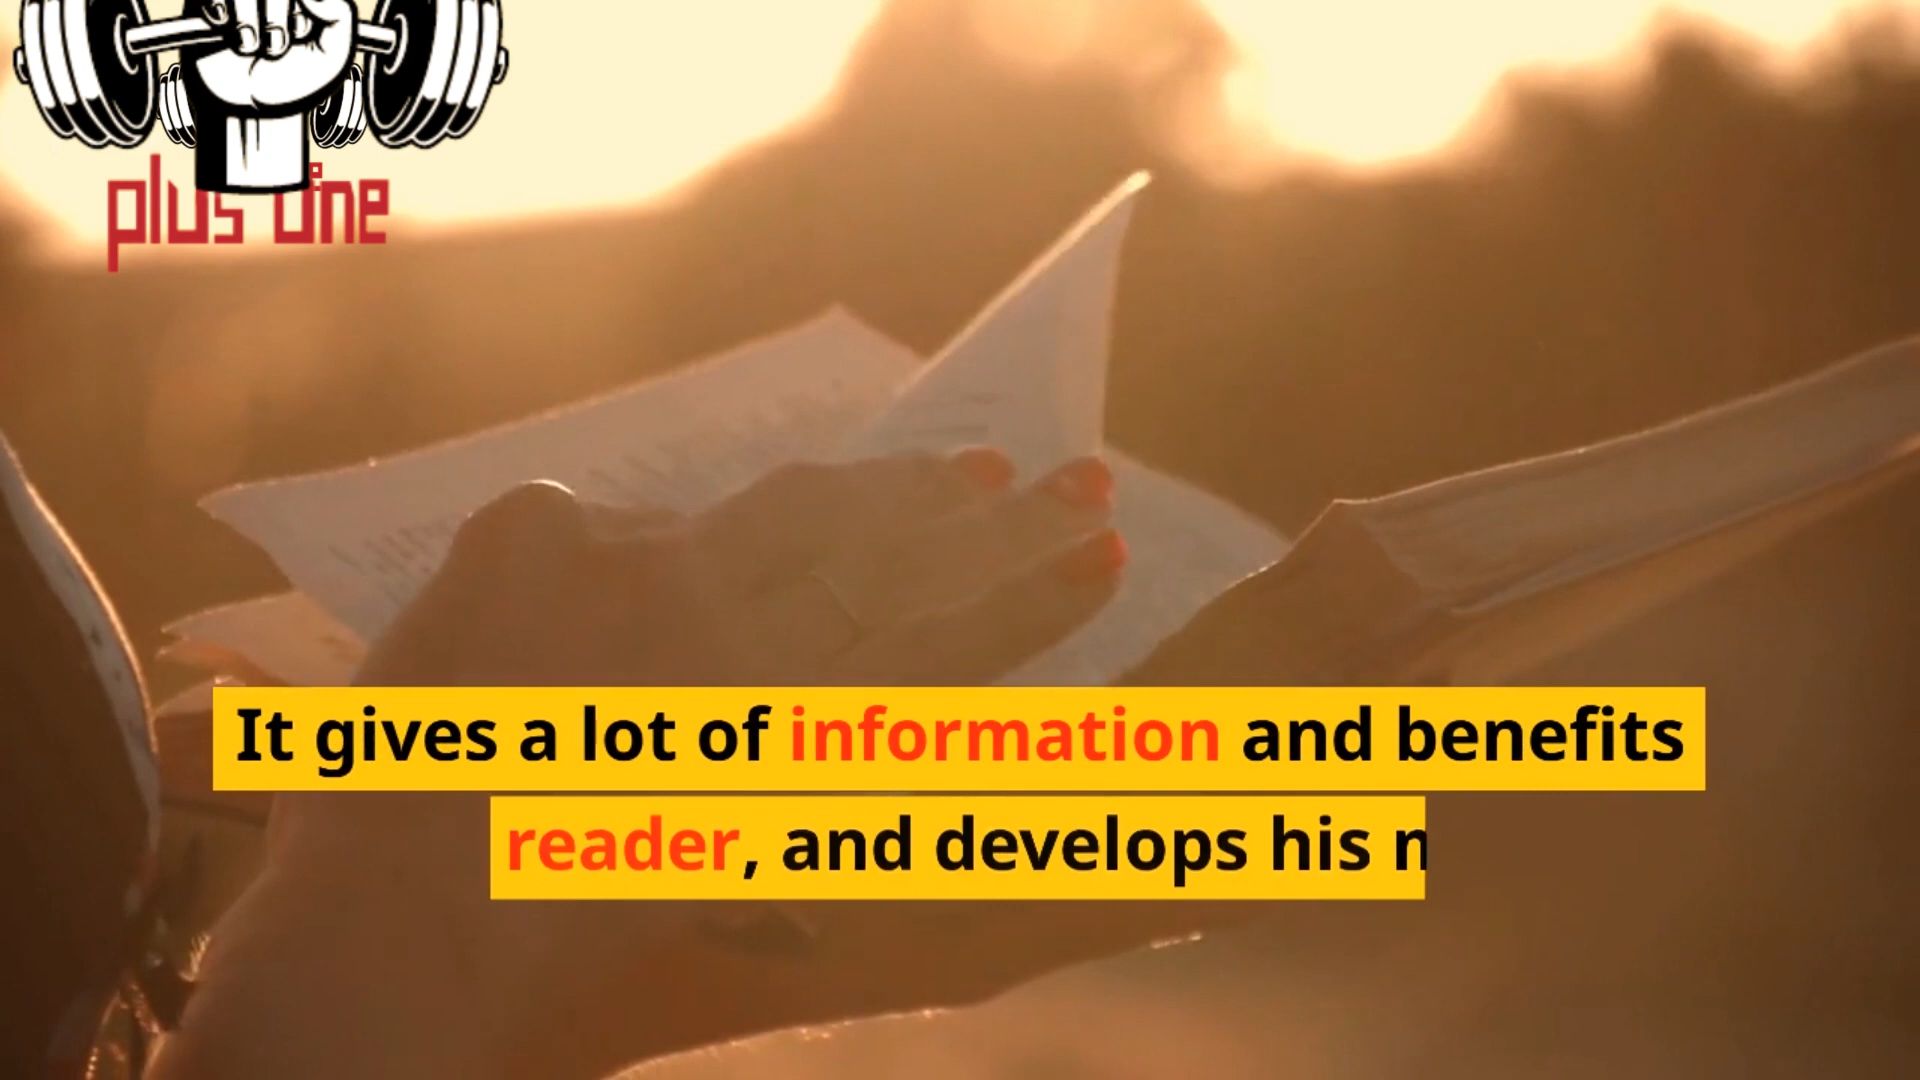 plus one
It gives a lot of information and benefits
reader, and develops his